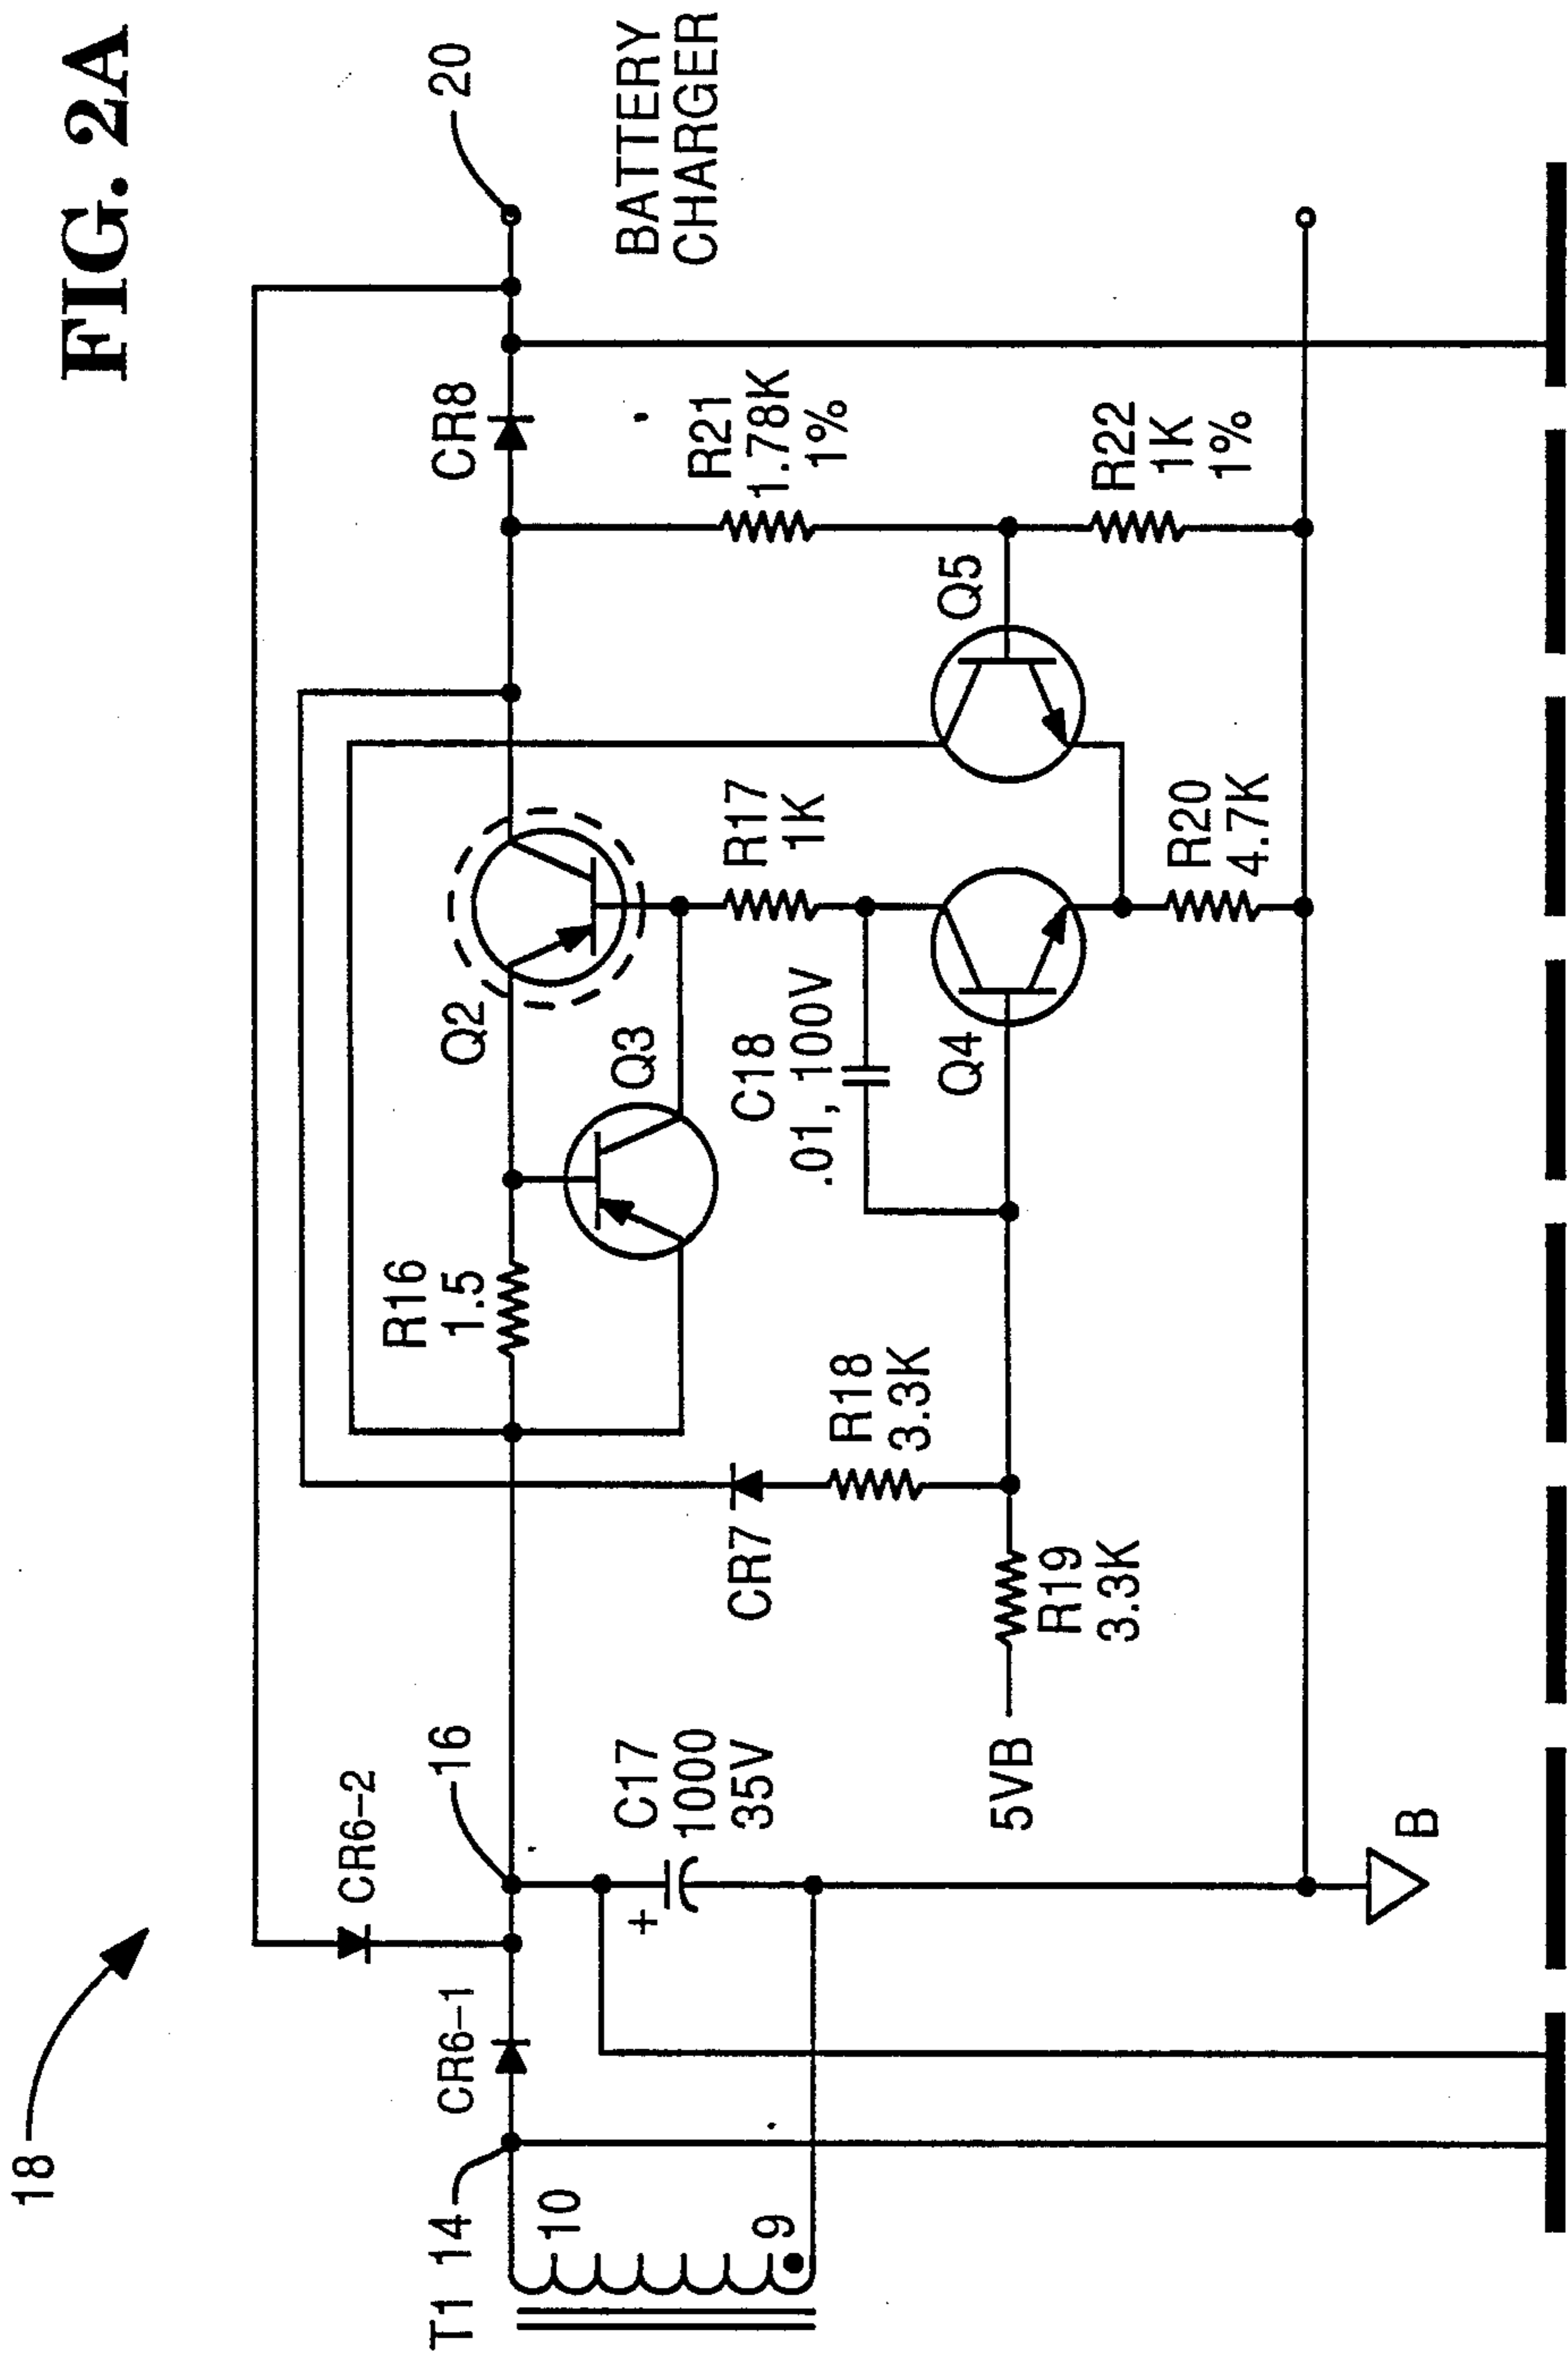 FIG. 2A
18
CR6-2
T1 14
CR6-1
16
R16
1.5
Q2
CR8
20
10
9
C17
1000
35V
+
Q3
R17
1K
R21
1.78K
1%
BATTERY
CHARGER
CR7
R18
3.3K
C18
.01, 100V
5VB
R19
3.3K
Q4
Q5
R20
4.7K
R22
1K
1%
B